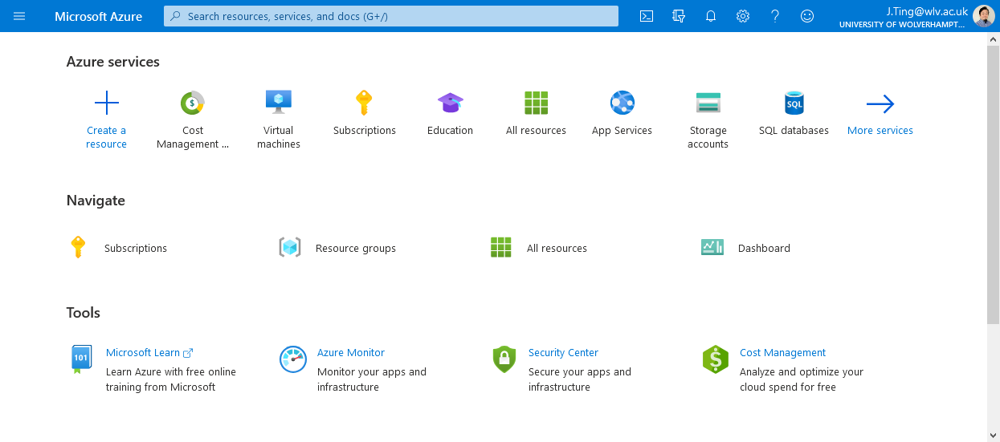 Microsoft Azure
Search resources, services, and docs (G+/)
J.Ting@wlv.ac.uk
UNIVERSITY OF WOLVERHAMPT...
Azure services
Create a
resource
Cost
Management ...
Virtual
machines
Subscriptions
Education
All resources
App Services
Storage
accounts
SQL
SQL databases
More services
Navigate
Subscriptions
Resource groups
All resources
Dashboard
Tools
101
Microsoft Learn
Learn Azure with free online
training from Microsoft
Azure Monitor
Monitor your apps and
infrastructure
Security Center
Secure your apps and
infrastructure
Cost Management
Analyze and optimize your
cloud spend for free